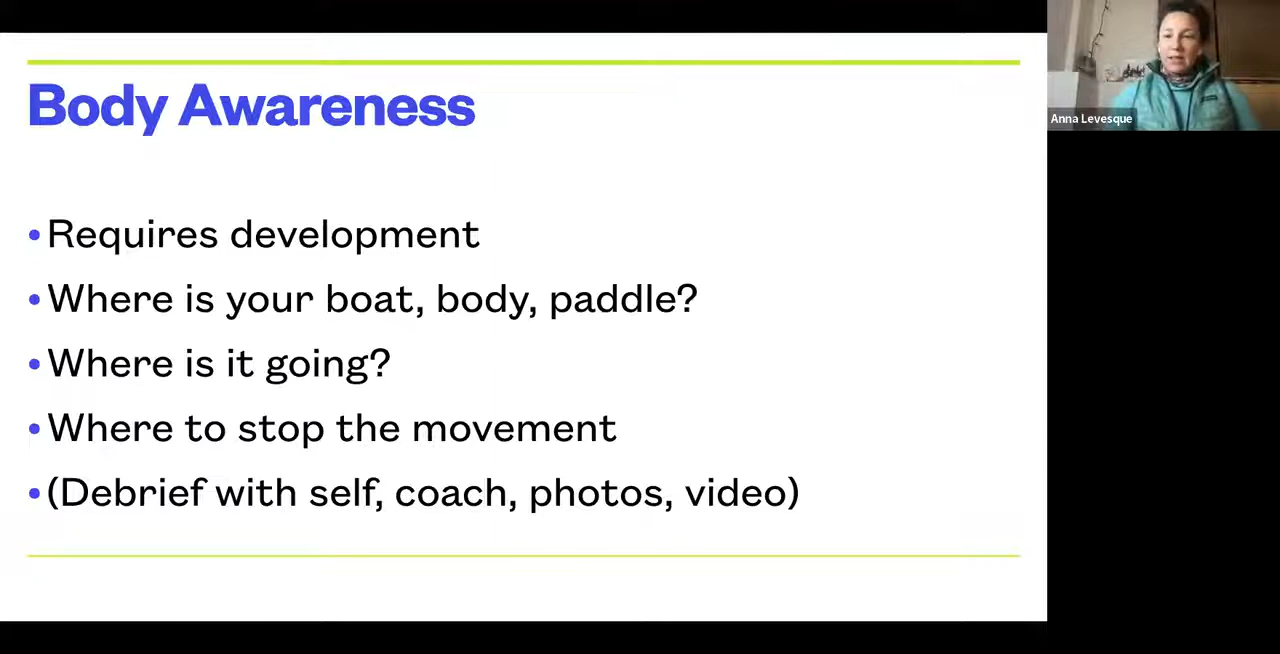 Body Awareness
• Requires development
• Where is your boat, body, paddle?
• Where is it going?
• Where to stop the movement
• (Debrief with self, coach, photos, video)
Anna Levesque